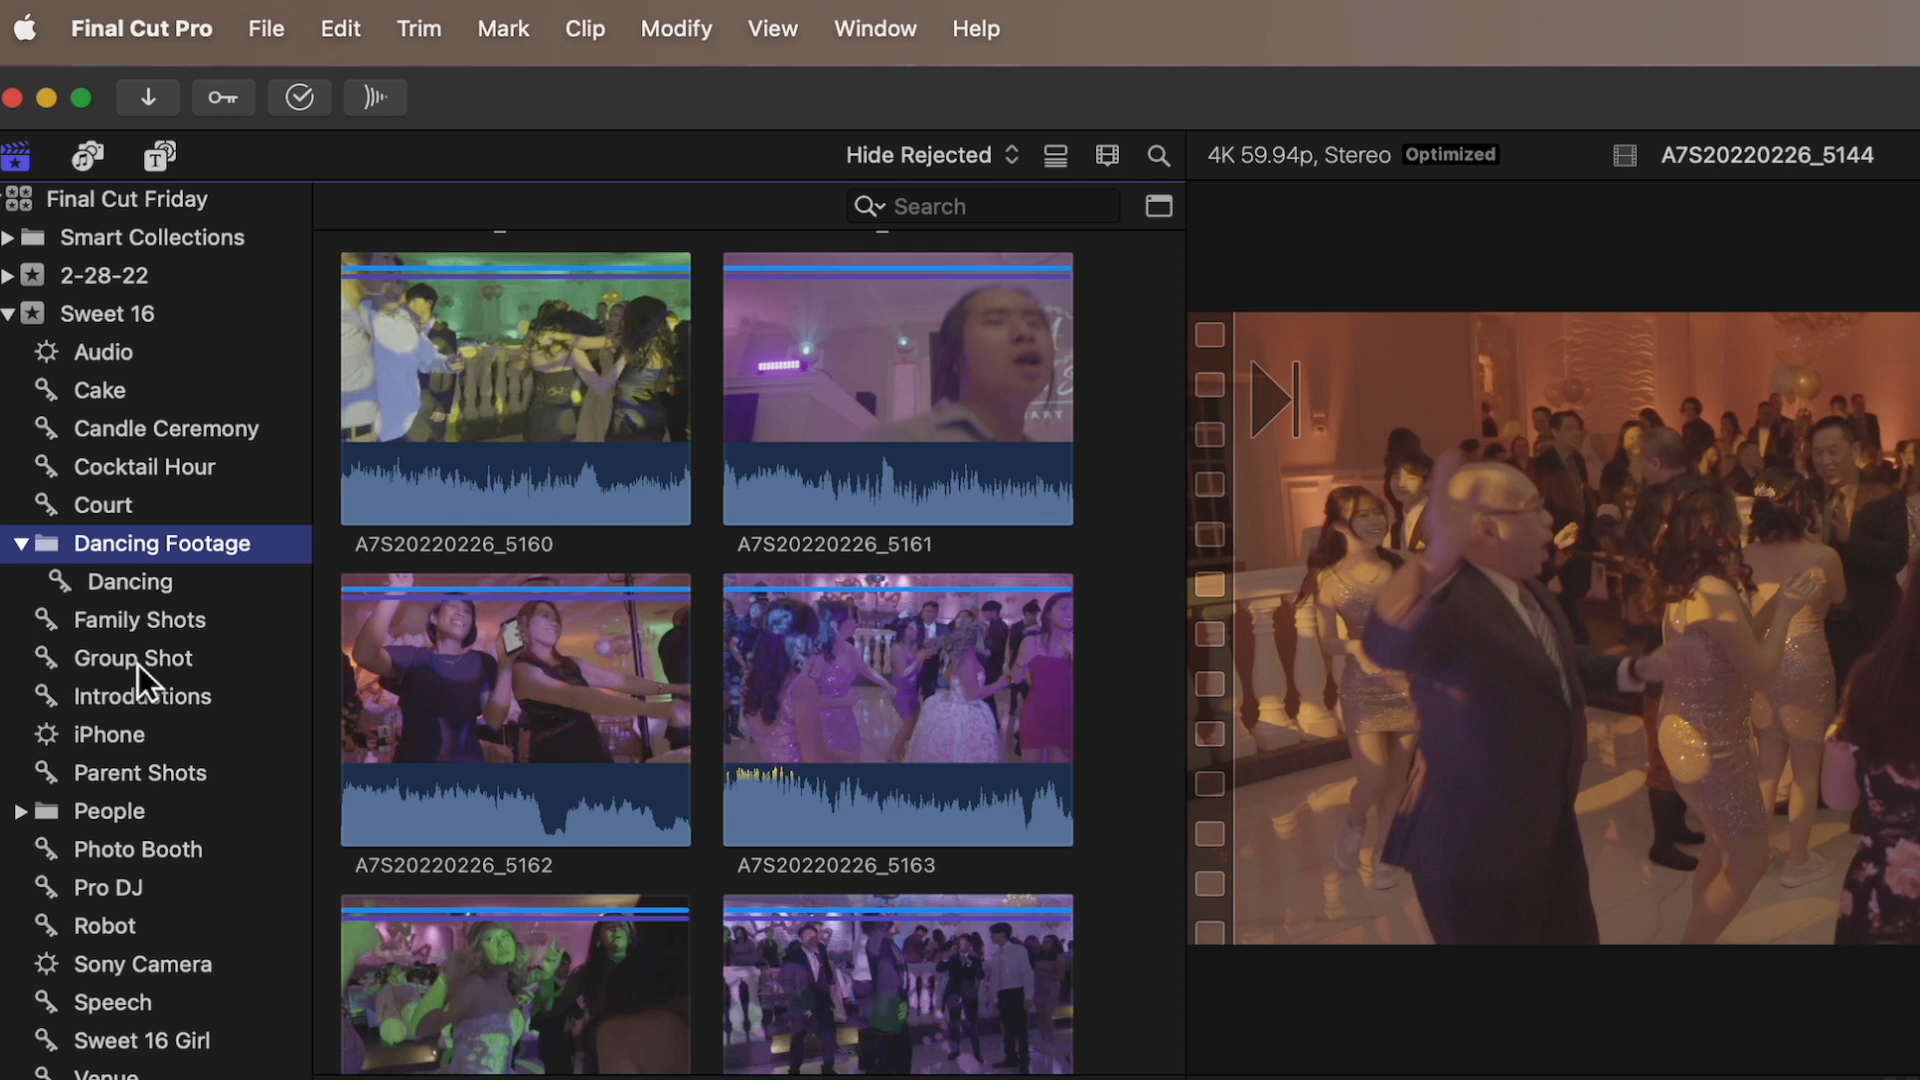 Final Cut Pro File Edit Trim Mark Clip Modify View Window Help
Hide Rejected
4K 59.94p, Stereo Optimized
A7S20220226_5144
Final Cut Friday
Search
Smart Collections
2-28-22
Sweet 16
Audio
Cake
Candle Ceremony
Cocktail Hour
Court
Dancing Footage
Dancing
Family Shots
Group Shot
Introductions
iPhone
Parent Shots
People
Photo Booth
Pro DJ
Robot
Sony Camera
Speech
Sweet 16 Girl
Venue
A7S20220226_5160
A7S20220226_5161
A7S20220226_5162
A7S20220226_5163